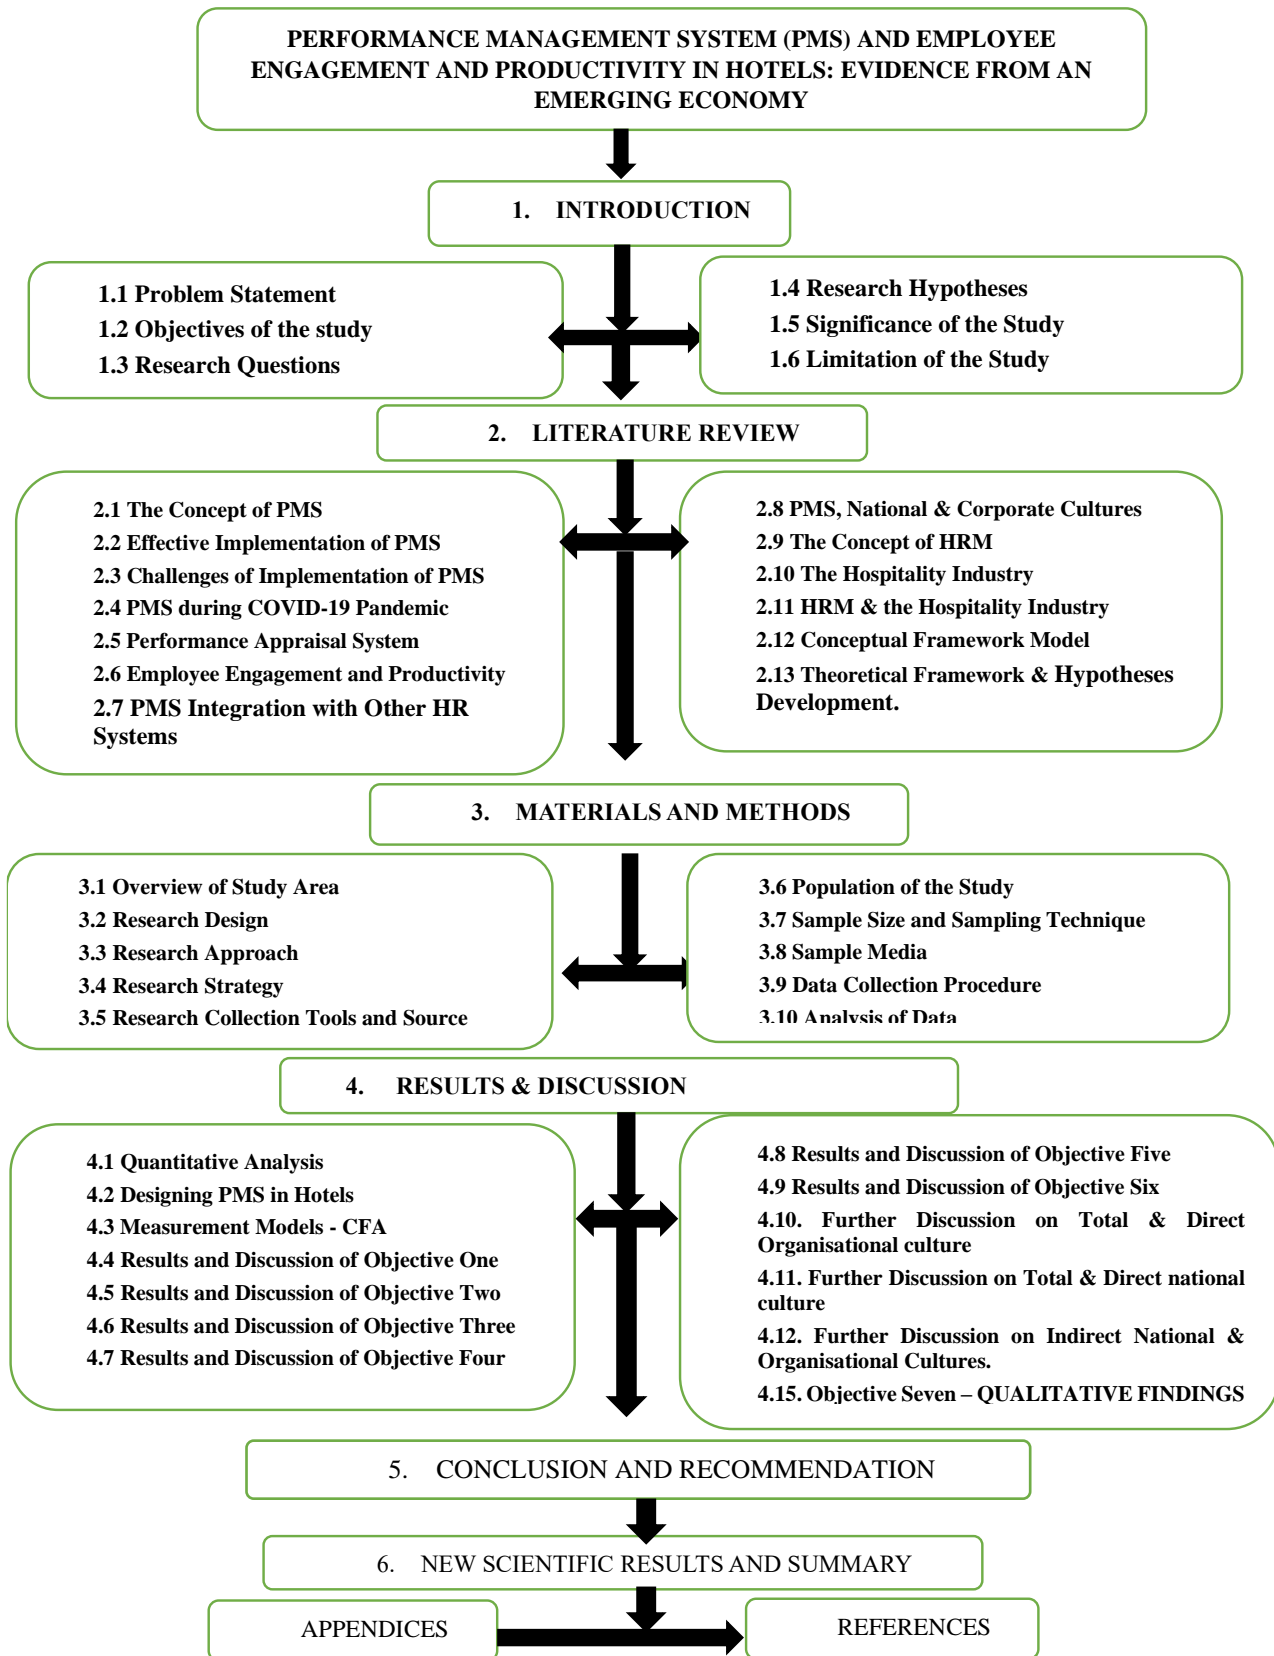 PERFORMANCE MANAGEMENT SYSTEM (PMS) AND EMPLOYEE
ENGAGEMENT AND PRODUCTIVITY IN HOTELS: EVIDENCE FROM AN
EMERGING ECONOMY
1. INTRODUCTION
1.1 Problem Statement
1.2 Objectives of the study
1.3 Research Questions
1.4 Research Hypotheses
1.5 Significance of the Study
1.6 Limitation of the Study
2. LITERATURE REVIEW
2.1 The Concept of PMS
2.2 Effective Implementation of PMS
2.3 Challenges of Implementation of PMS
2.4 PMS during COVID-19 Pandemic
2.5 Performance Appraisal System
2.6 Employee Engagement and Productivity
2.7 PMS Integration with Other HR
Systems
2.8 PMS, National & Corporate Cultures
2.9 The Concept of HRM
2.10 The Hospitality Industry
2.11 HRM & the Hospitality Industry
2.12 Conceptual Framework Model
2.13 Theoretical Framework & Hypotheses
Development.
3. MATERIALS AND METHODS
3.1 Overview of Study Area
3.2 Research Design
3.3 Research Approach
3.4 Research Strategy
3.5 Research Collection Tools and Source
3.6 Population of the Study
3.7 Sample Size and Sampling Technique
3.8 Sample Media
3.9 Data Collection Procedure
3.10 Analysis of Data
4. RESULTS & DISCUSSION
4.1 Quantitative Analysis
4.2 Designing PMS in Hotels
4.3 Measurement Models - CFA
4.4 Results and Discussion of Objective One
4.5 Results and Discussion of Objective Two
4.6 Results and Discussion of Objective Three
4.7 Results and Discussion of Objective Four
4.8 Results and Discussion of Objective Five
4.9 Results and Discussion of Objective Six
4.10. Further Discussion on Total & Direct
Organisational culture
4.11. Further Discussion on Total & Direct national
culture
4.12. Further Discussion on Indirect National &
Organisational Cultures.
4.15. Objective Seven – QUALITATIVE FINDINGS
5. CONCLUSION AND RECOMMENDATION
6. NEW SCIENTIFIC RESULTS AND SUMMARY
APPENDICES
REFERENCES